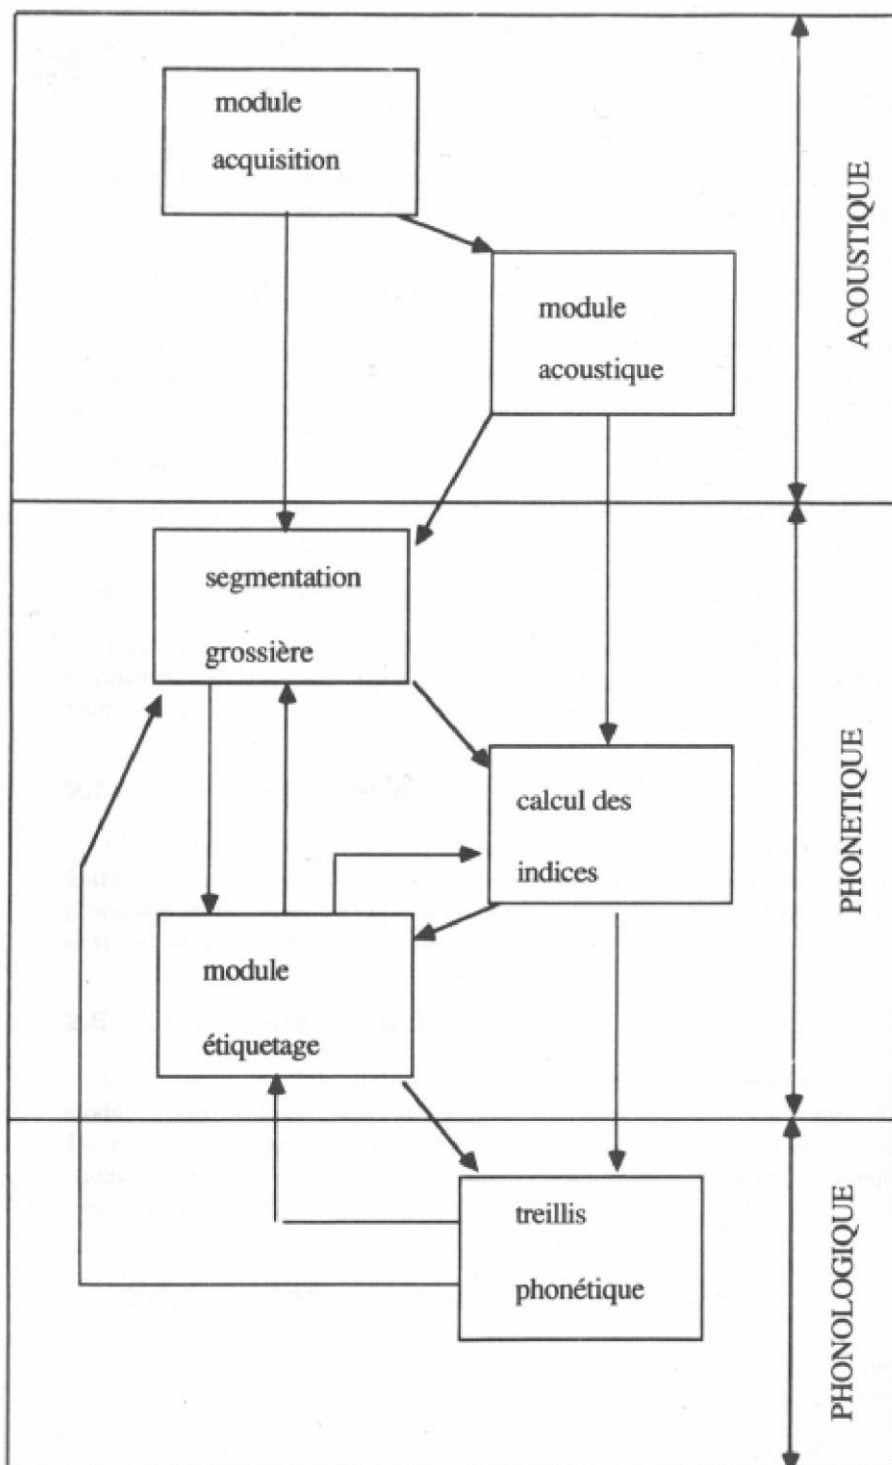 module
acquisition
ACOUSTIQUE
module
acoustique
segmentation
grossière
PHONETIQUE
calcul des
indices
module
étiquetage
PHONOLOGIQUE
treillis
phonétique